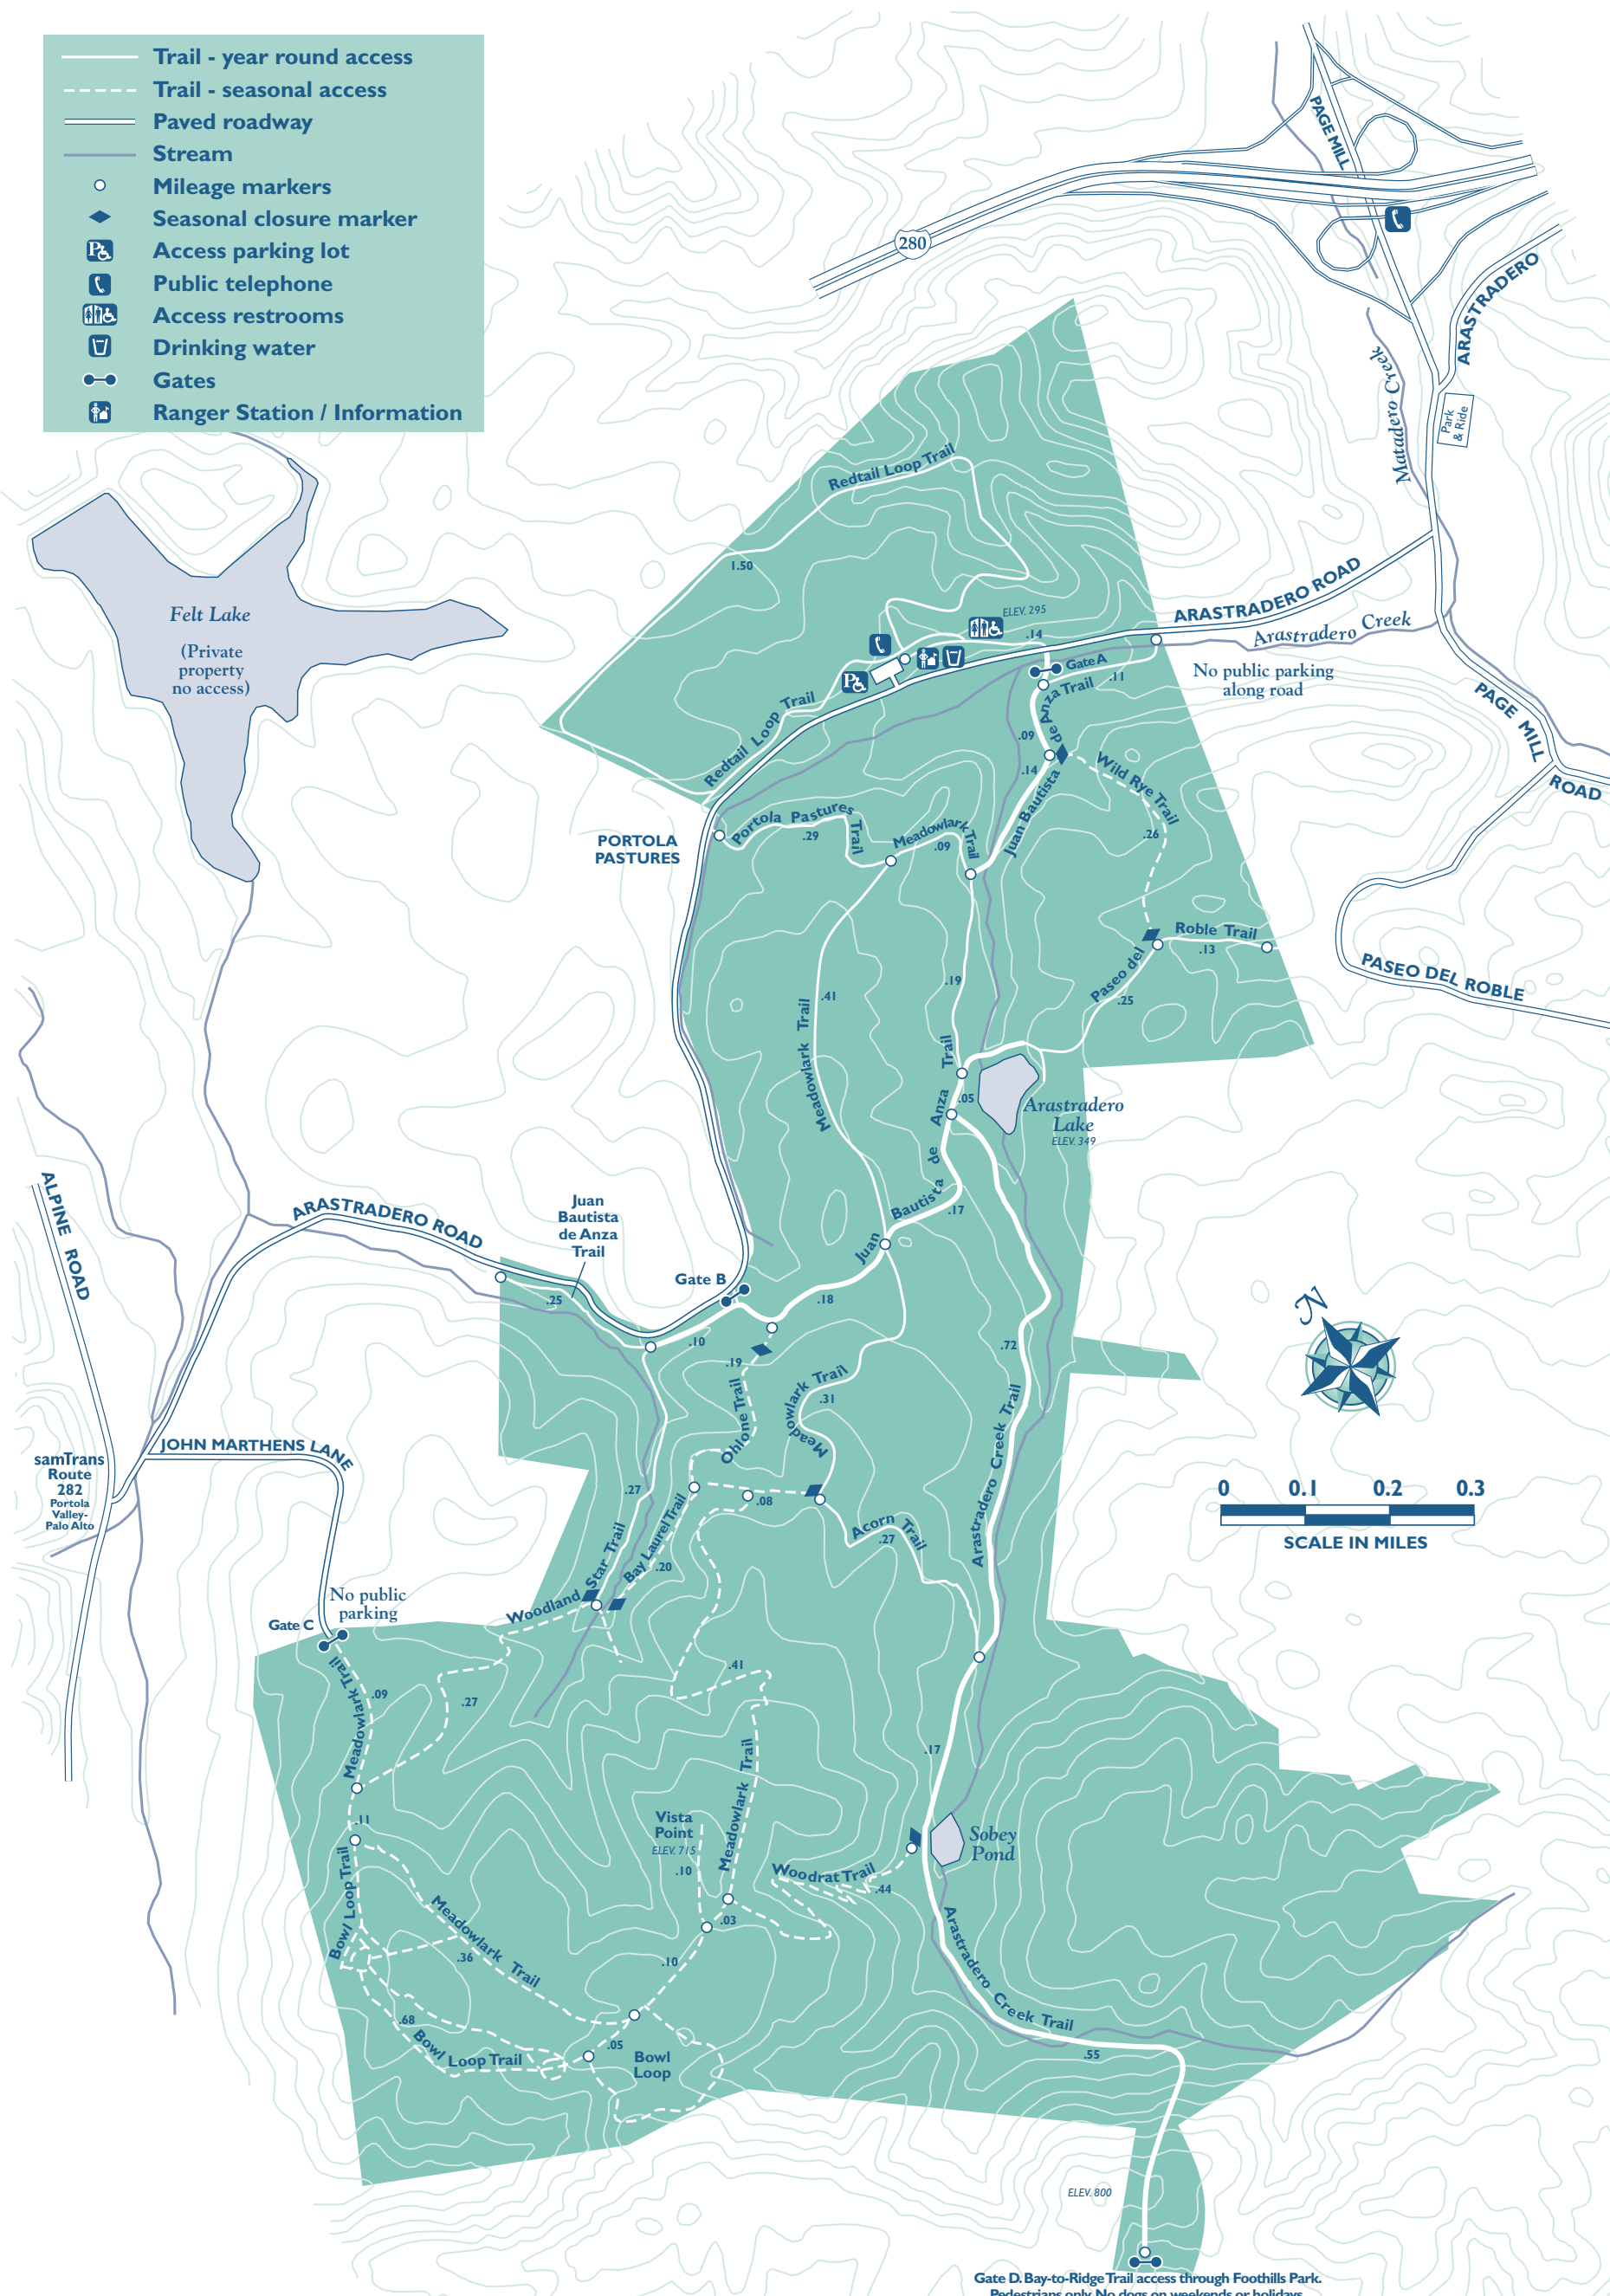 Trail - year round access
Trail - seasonal access
Paved roadway
Stream
Mileage markers
Seasonal closure marker
Access parking lot
Public telephone
Access restrooms
Drinking water
Gates
Ranger Station / Information
PAGE MILL
280
ARASTRADERO
Matadero Creek
Park
& Ride
Redtail Loop Trail
1.50
Felt Lake
(Private
property
no access)
ELEV. 295
.14
ARASTRADERO ROAD
Arastradero Creek
No public parking
along road
Gate A
.11
PAGE MILL
ROAD
Redtail Loop Trail
de Anza Trail
.09
.14
Juan Bautista
Wild Rye Trail
.26
PORTOLA
PASTURES
Portola Pastures
Trail
.29
Meadowlark
Trail
.09
Roble Trail
.13
Paseo del
.25
PASEO DEL ROBLE
.41
Meadowlark Trail
.19
Juan Bautista de Anza Trail
.05
Arastradero
Lake
ELEV. 349
.17
ALPINE ROAD
ARASTRADERO ROAD
Juan
Bautista
de Anza
Trail
.25
Gate B
.10
.18
.19
Ohlone Trail
Meadowlark Trail
.31
.72
Arastradero Creek Trail
N
0 0.1 0.2 0.3
SCALE IN MILES
JOHN MARTHENS LANE
samTrans
Route
282
Portola
Valley-
Palo Alto
.27
Woodland Star Trail
Bay Laurel Trail
.20
.08
Acorn Trail
.27
No public
parking
Gate C
Meadowlark Trail
.09
.27
.41
.17
.11
Bowl Loop Trail
Vista
Point
ELEV. 715
.10
Meadowlark Trail
Woodrat Trail
.44
Sobey
Pond
.03
Meadowlark Trail
.36
.10
.68
Bowl Loop Trail
.05
Bowl
Loop
Arastradero Creek Trail
.55
ELEV. 800
Gate D. Bay-to-Ridge Trail access through Foothills Park.
Pedestrians only. No dogs on weekends or holidays